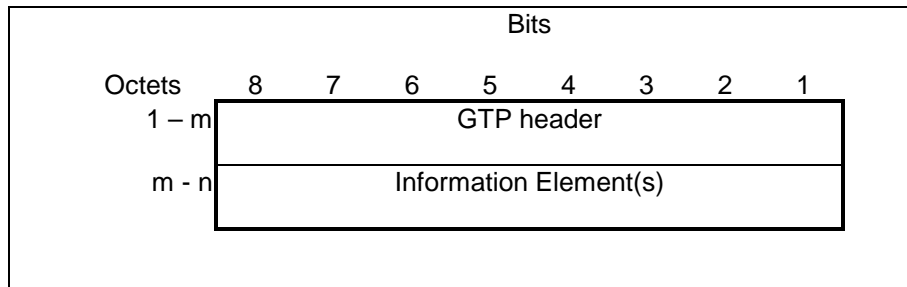 Bits
Octets 8 7 6 5 4 3 2 1
1 – m GTP header
m - n Information Element(s)